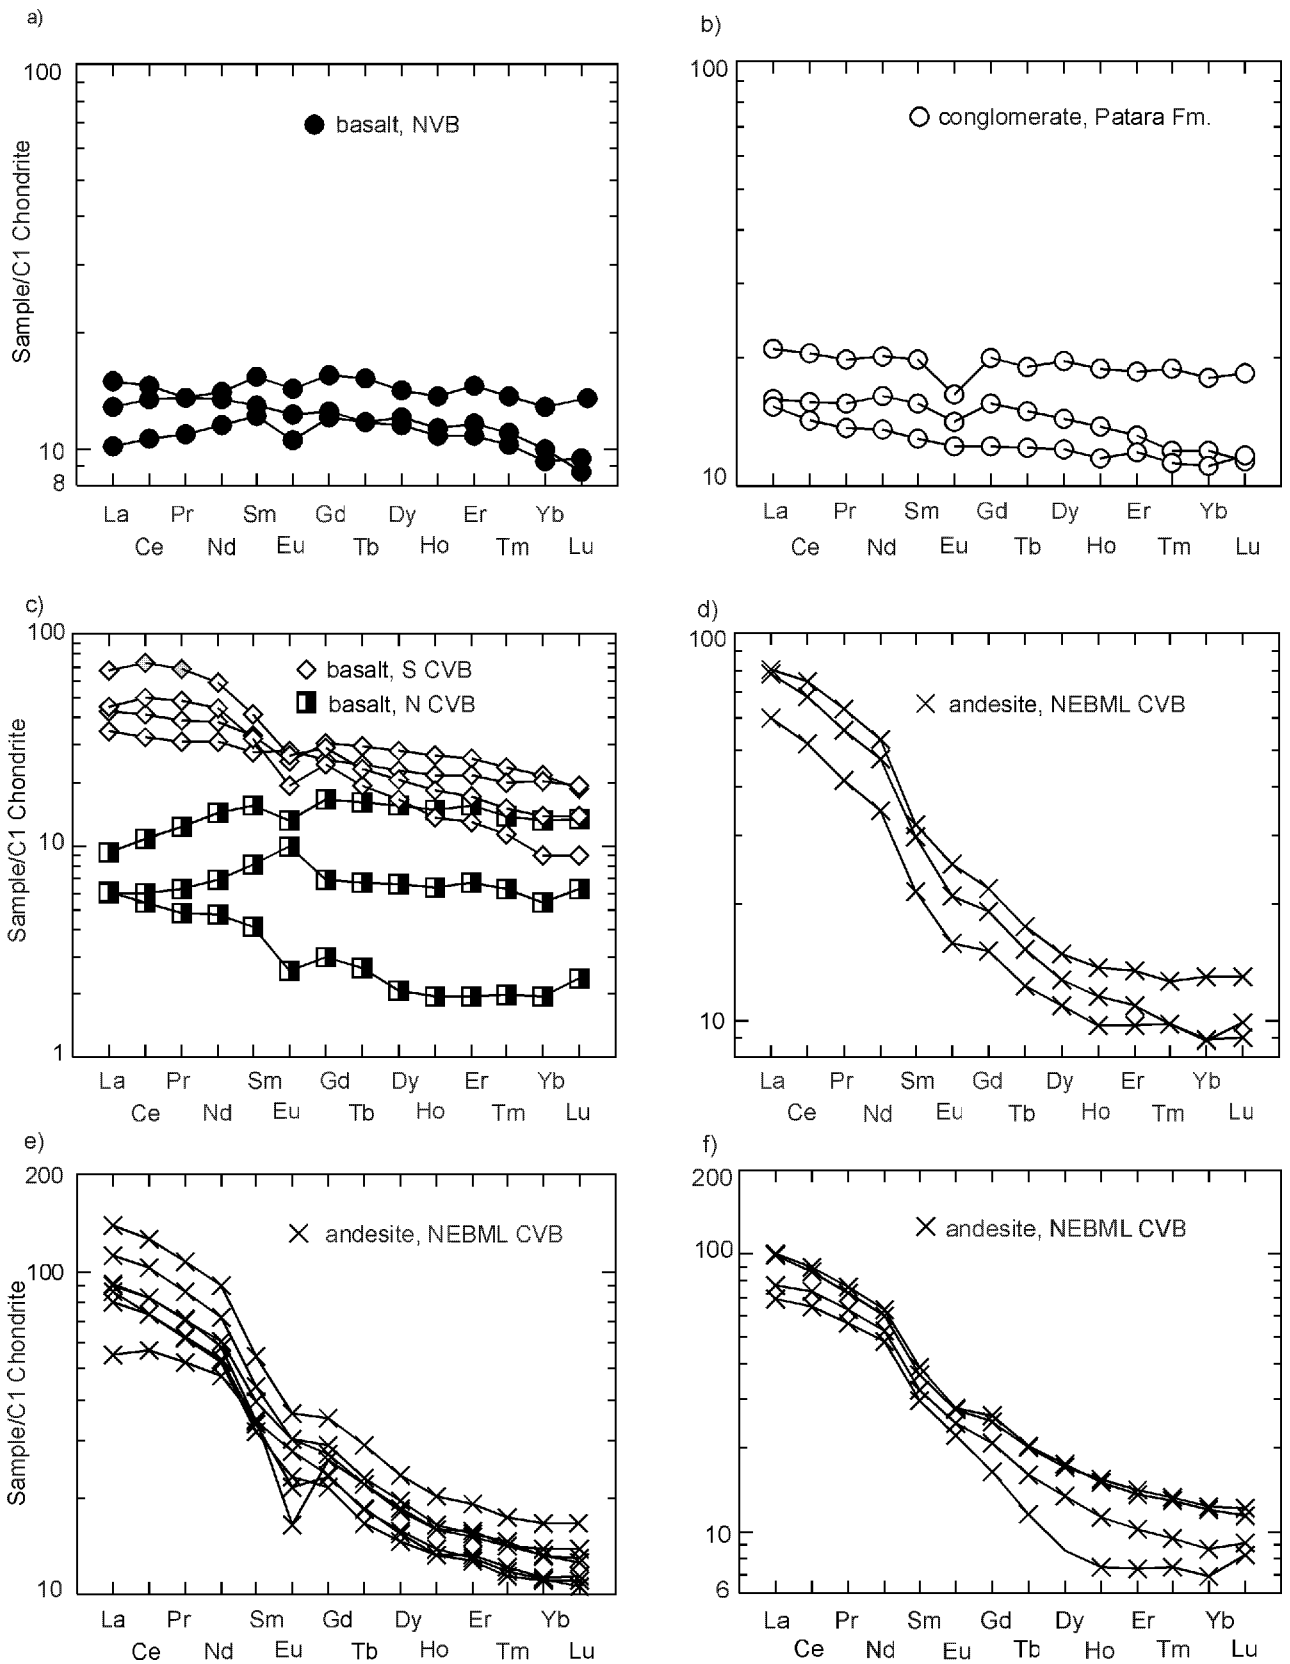 a)
100
basalt, NVB
Sample/C1 Chondrite
10
8
La Pr Sm Gd Dy Er Yb
Ce Nd Eu Tb Ho Tm Lu
b)
100
conglomerate, Patara Fm.
10
La Pr Sm Gd Dy Er Yb
Ce Nd Eu Tb Ho Tm Lu
c)
100
basalt, S CVB
basalt, N CVB
Sample/C1 Chondrite
10
1
La Pr Sm Gd Dy Er Yb
Ce Nd Eu Tb Ho Tm Lu
d)
100
andesite, NEBML CVB
10
La Pr Sm Gd Dy Er Yb
Ce Nd Eu Tb Ho Tm Lu
e)
200
andesite, NEBML CVB
100
Sample/C1 Chondrite
10
La Pr Sm Gd Dy Er Yb
Ce Nd Eu Tb Ho Tm Lu
f)
200
andesite, NEBML CVB
100
10
6
La Pr Sm Gd Dy Er Yb
Ce Nd Eu Tb Ho Tm Lu